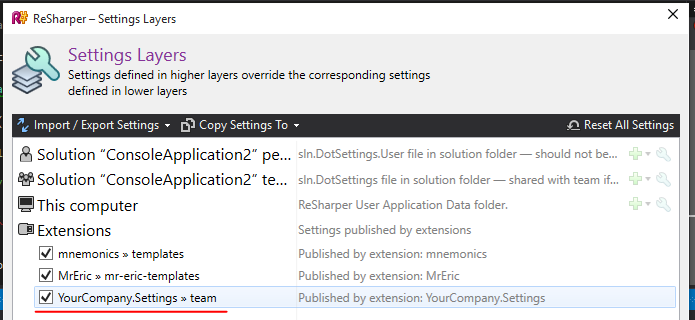 R# ReSharper – Settings Layers
Settings Layers
Settings defined in higher layers override the corresponding settings
defined in lower layers
Import / Export Settings Copy Settings To Reset All Settings
Solution “ConsoleApplication2” pe... sln.DotSettings.User file in solution folder — should not be...
Solution “ConsoleApplication2” te... sln.DotSettings file in solution folder — shared with team if...
This computer ReSharper User Application Data folder.
Extensions Settings published by extensions
mnemonics » templates Published by extension: mnemonics
MrEric » mr-eric-templates Published by extension: MrEric
YourCompany.Settings » team Published by extension: YourCompany.Settings